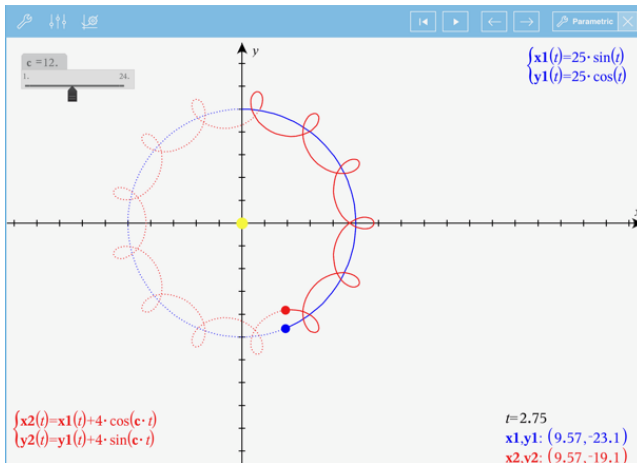 Parametric
c =12.
1. 24.
y
x
x1(t)=25· sin(t)
y1(t)=25· cos(t)
x2(t)=x1(t)+4· cos(c· t)
y2(t)=y1(t)+4· sin(c· t)
t=2.75
x1,y1: (9.57,-23.1)
x2,y2: (9.57,-19.1)